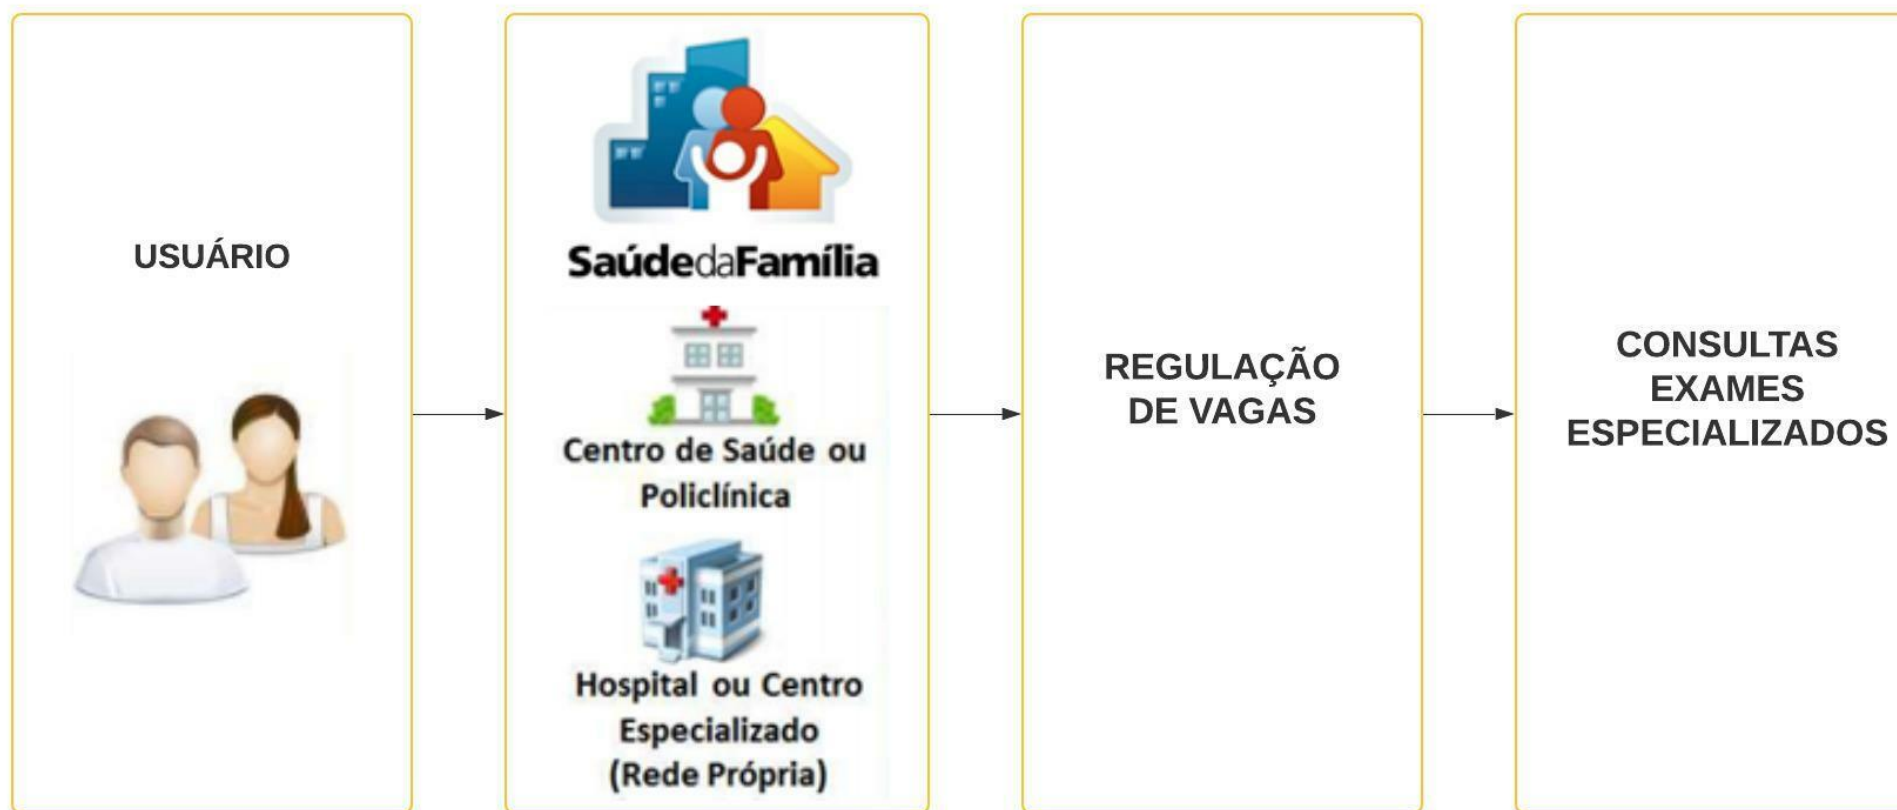 USUÁRIO
SaúdedaFamília
Centro de Saúde ou
Policlínica
Hospital ou Centro
Especializado
(Rede Própria)
REGULAÇÃO
DE VAGAS
CONSULTAS
EXAMES
ESPECIALIZADOS